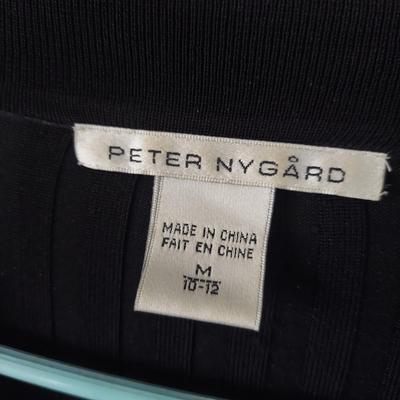 PETER NYGÅRD
MADE IN CHINA
FAIT EN CHINE
M
10-12